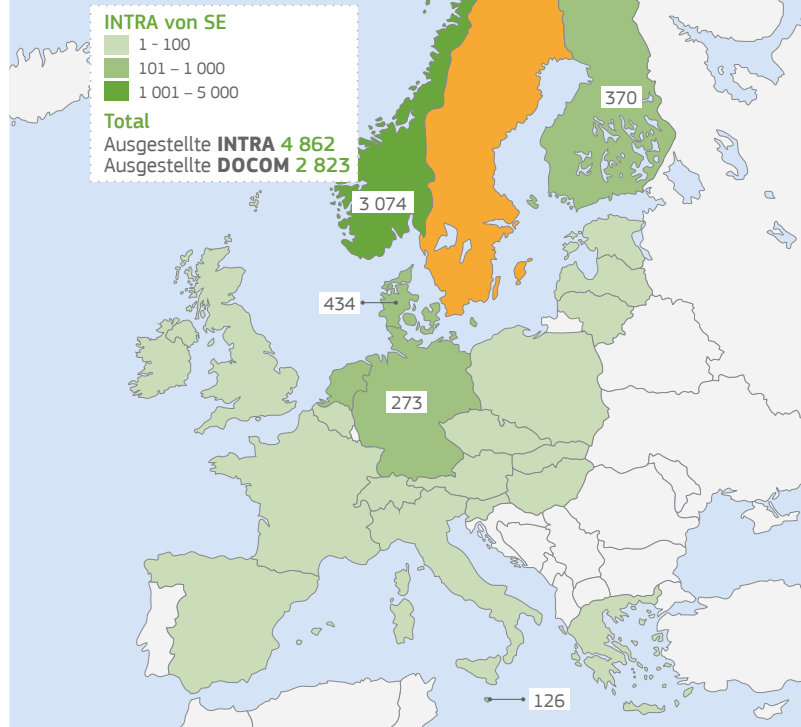 INTRA von SE
1 - 100
101 – 1 000
1 001 – 5 000
Total
Ausgestellte INTRA 4 862
Ausgestellte DOCOM 2 823
370
3 074
434
273
126